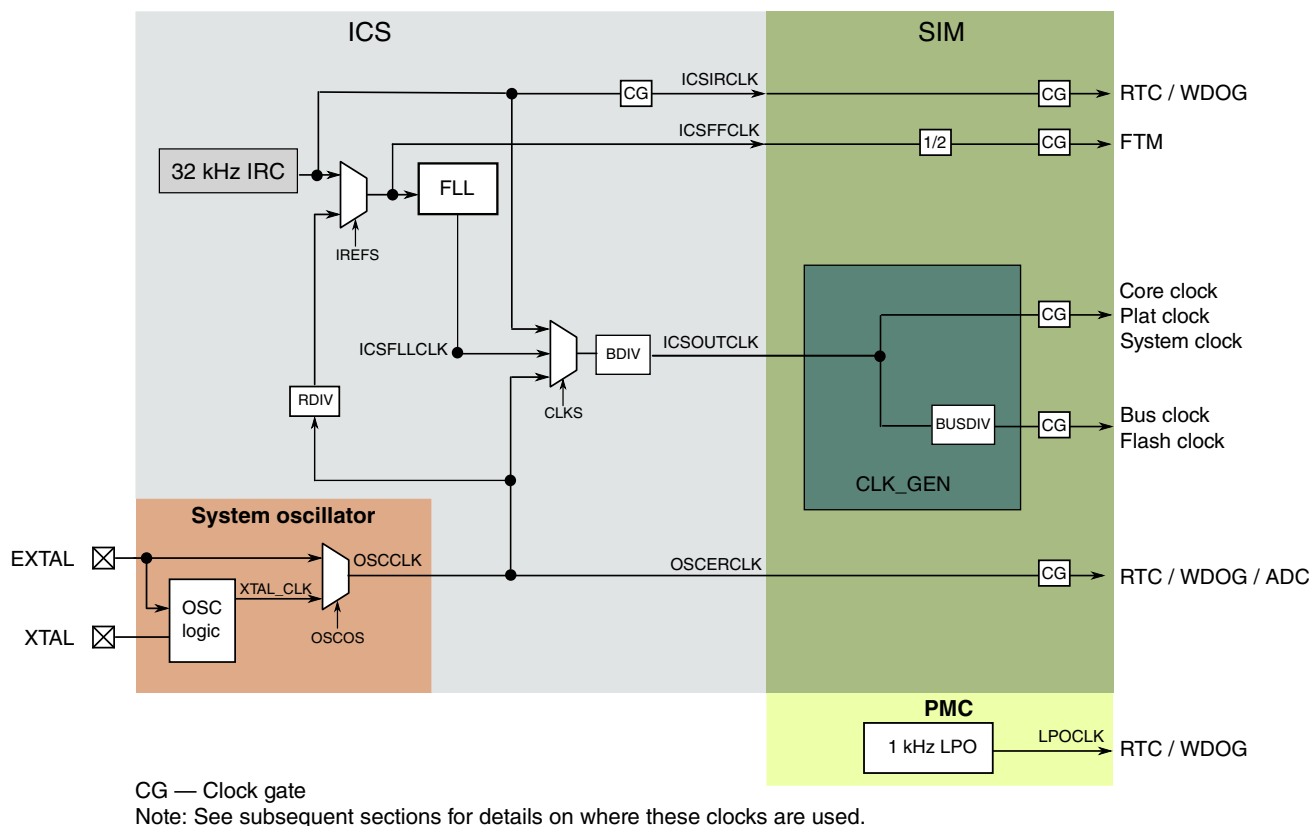 ICS
SIM
ICSIRCLK
CG
CG
RTC / WDOG
ICSFFCLK
1/2
CG
FTM
32 kHz IRC
FLL
IREFS
Core clock
CG
Plat clock
System clock
ICSFLLCLK
BDIV
ICSOUTCLK
RDIV
CLKS
BUSDIV
CG
Bus clock
Flash clock
CLK_GEN
System oscillator
EXTAL
OSCCLK
OSCERCLK
CG
RTC / WDOG / ADC
XTAL_CLK
OSC
logic
XTAL
OSCOS
PMC
1 kHz LPO
LPOCLK
RTC / WDOG
CG — Clock gate
Note: See subsequent sections for details on where these clocks are used.